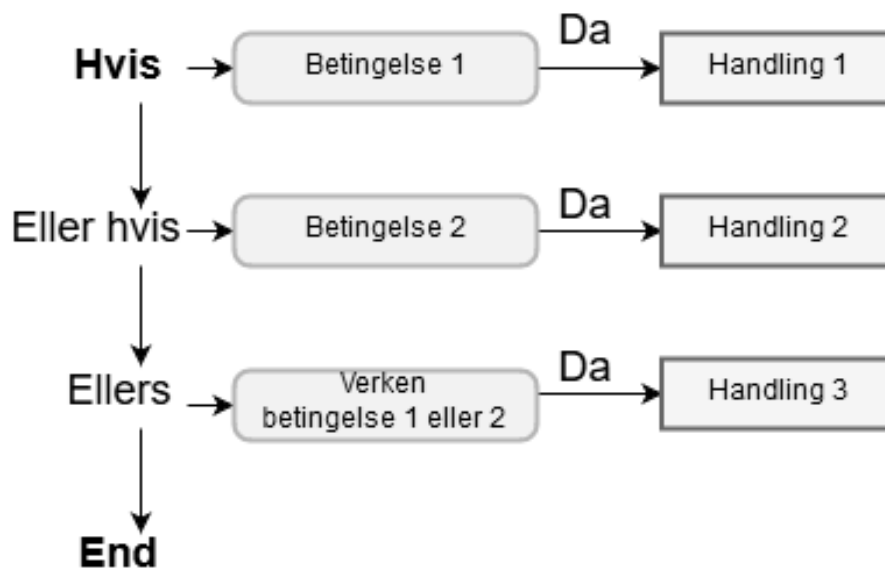 Hvis
Betingelse 1
Da
Handling 1
Eller hvis
Betingelse 2
Da
Handling 2
Ellers
Verken
betingelse 1 eller 2
Da
Handling 3
End